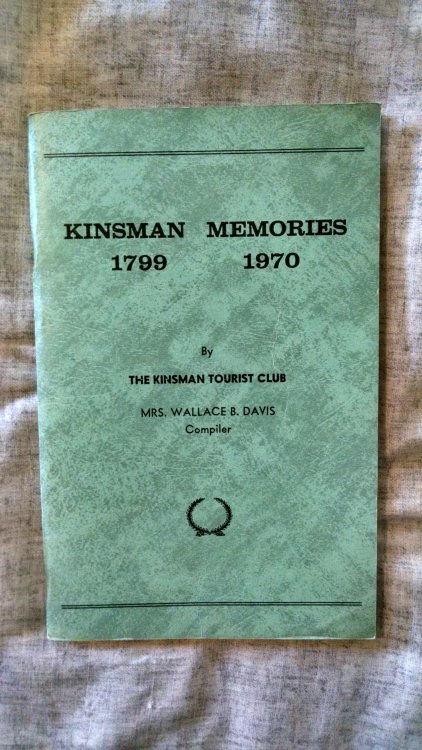 KINSMAN MEMORIES
1799 1970
By
THE KINSMAN TOURIST CLUB
MRS. WALLACE B. DAVIS
Compiler